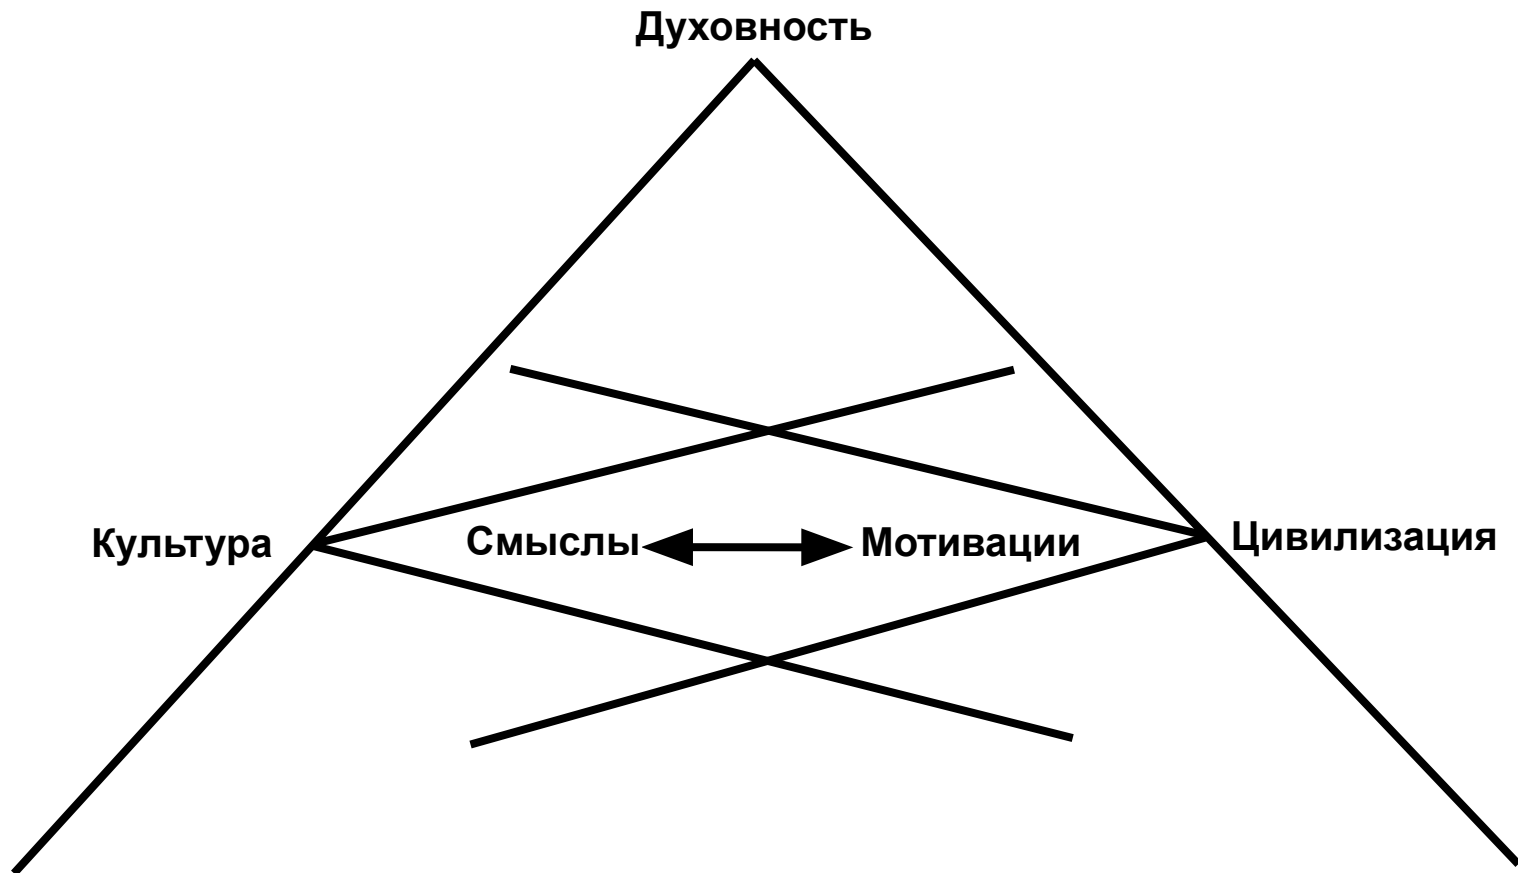 Духовность
Культура
Смыслы
Мотивации
Цивилизация